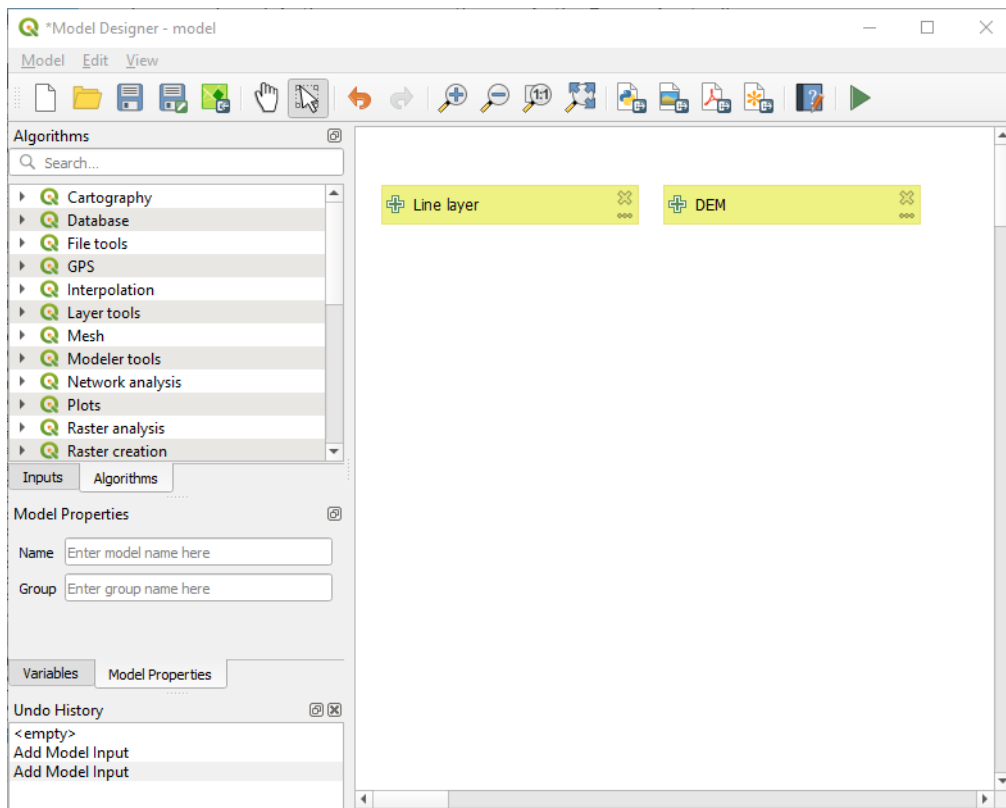 *Model Designer - model
Model Edit View
Algorithms
Search...
Cartography
Database
File tools
GPS
Interpolation
Layer tools
Mesh
Modeler tools
Network analysis
Plots
Raster analysis
Raster creation
Inputs Algorithms
Model Properties
Name Enter model name here
Group Enter group name here
Variables Model Properties
Undo History
<empty>
Add Model Input
Add Model Input
Line layer
DEM
1:1